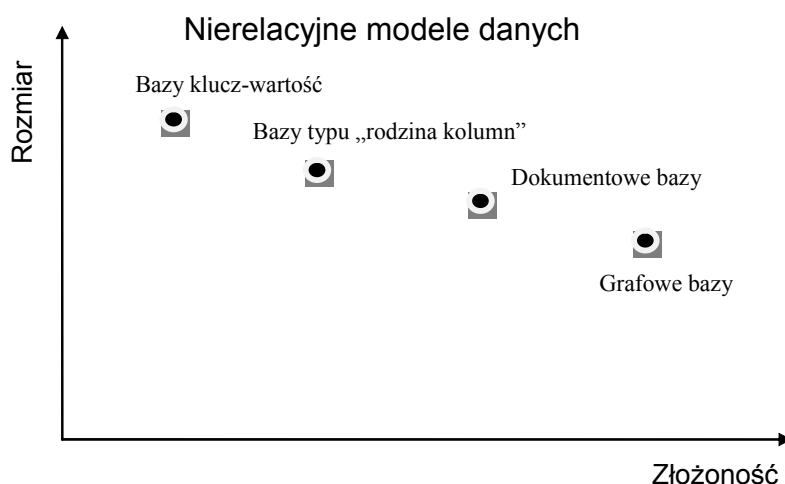 Nierelacyjne modele danych
Rozmiar
Bazy klucz-wartość
Bazy typu „rodzina kolumn”
Dokumentowe bazy
Grafowe bazy
Złożoność